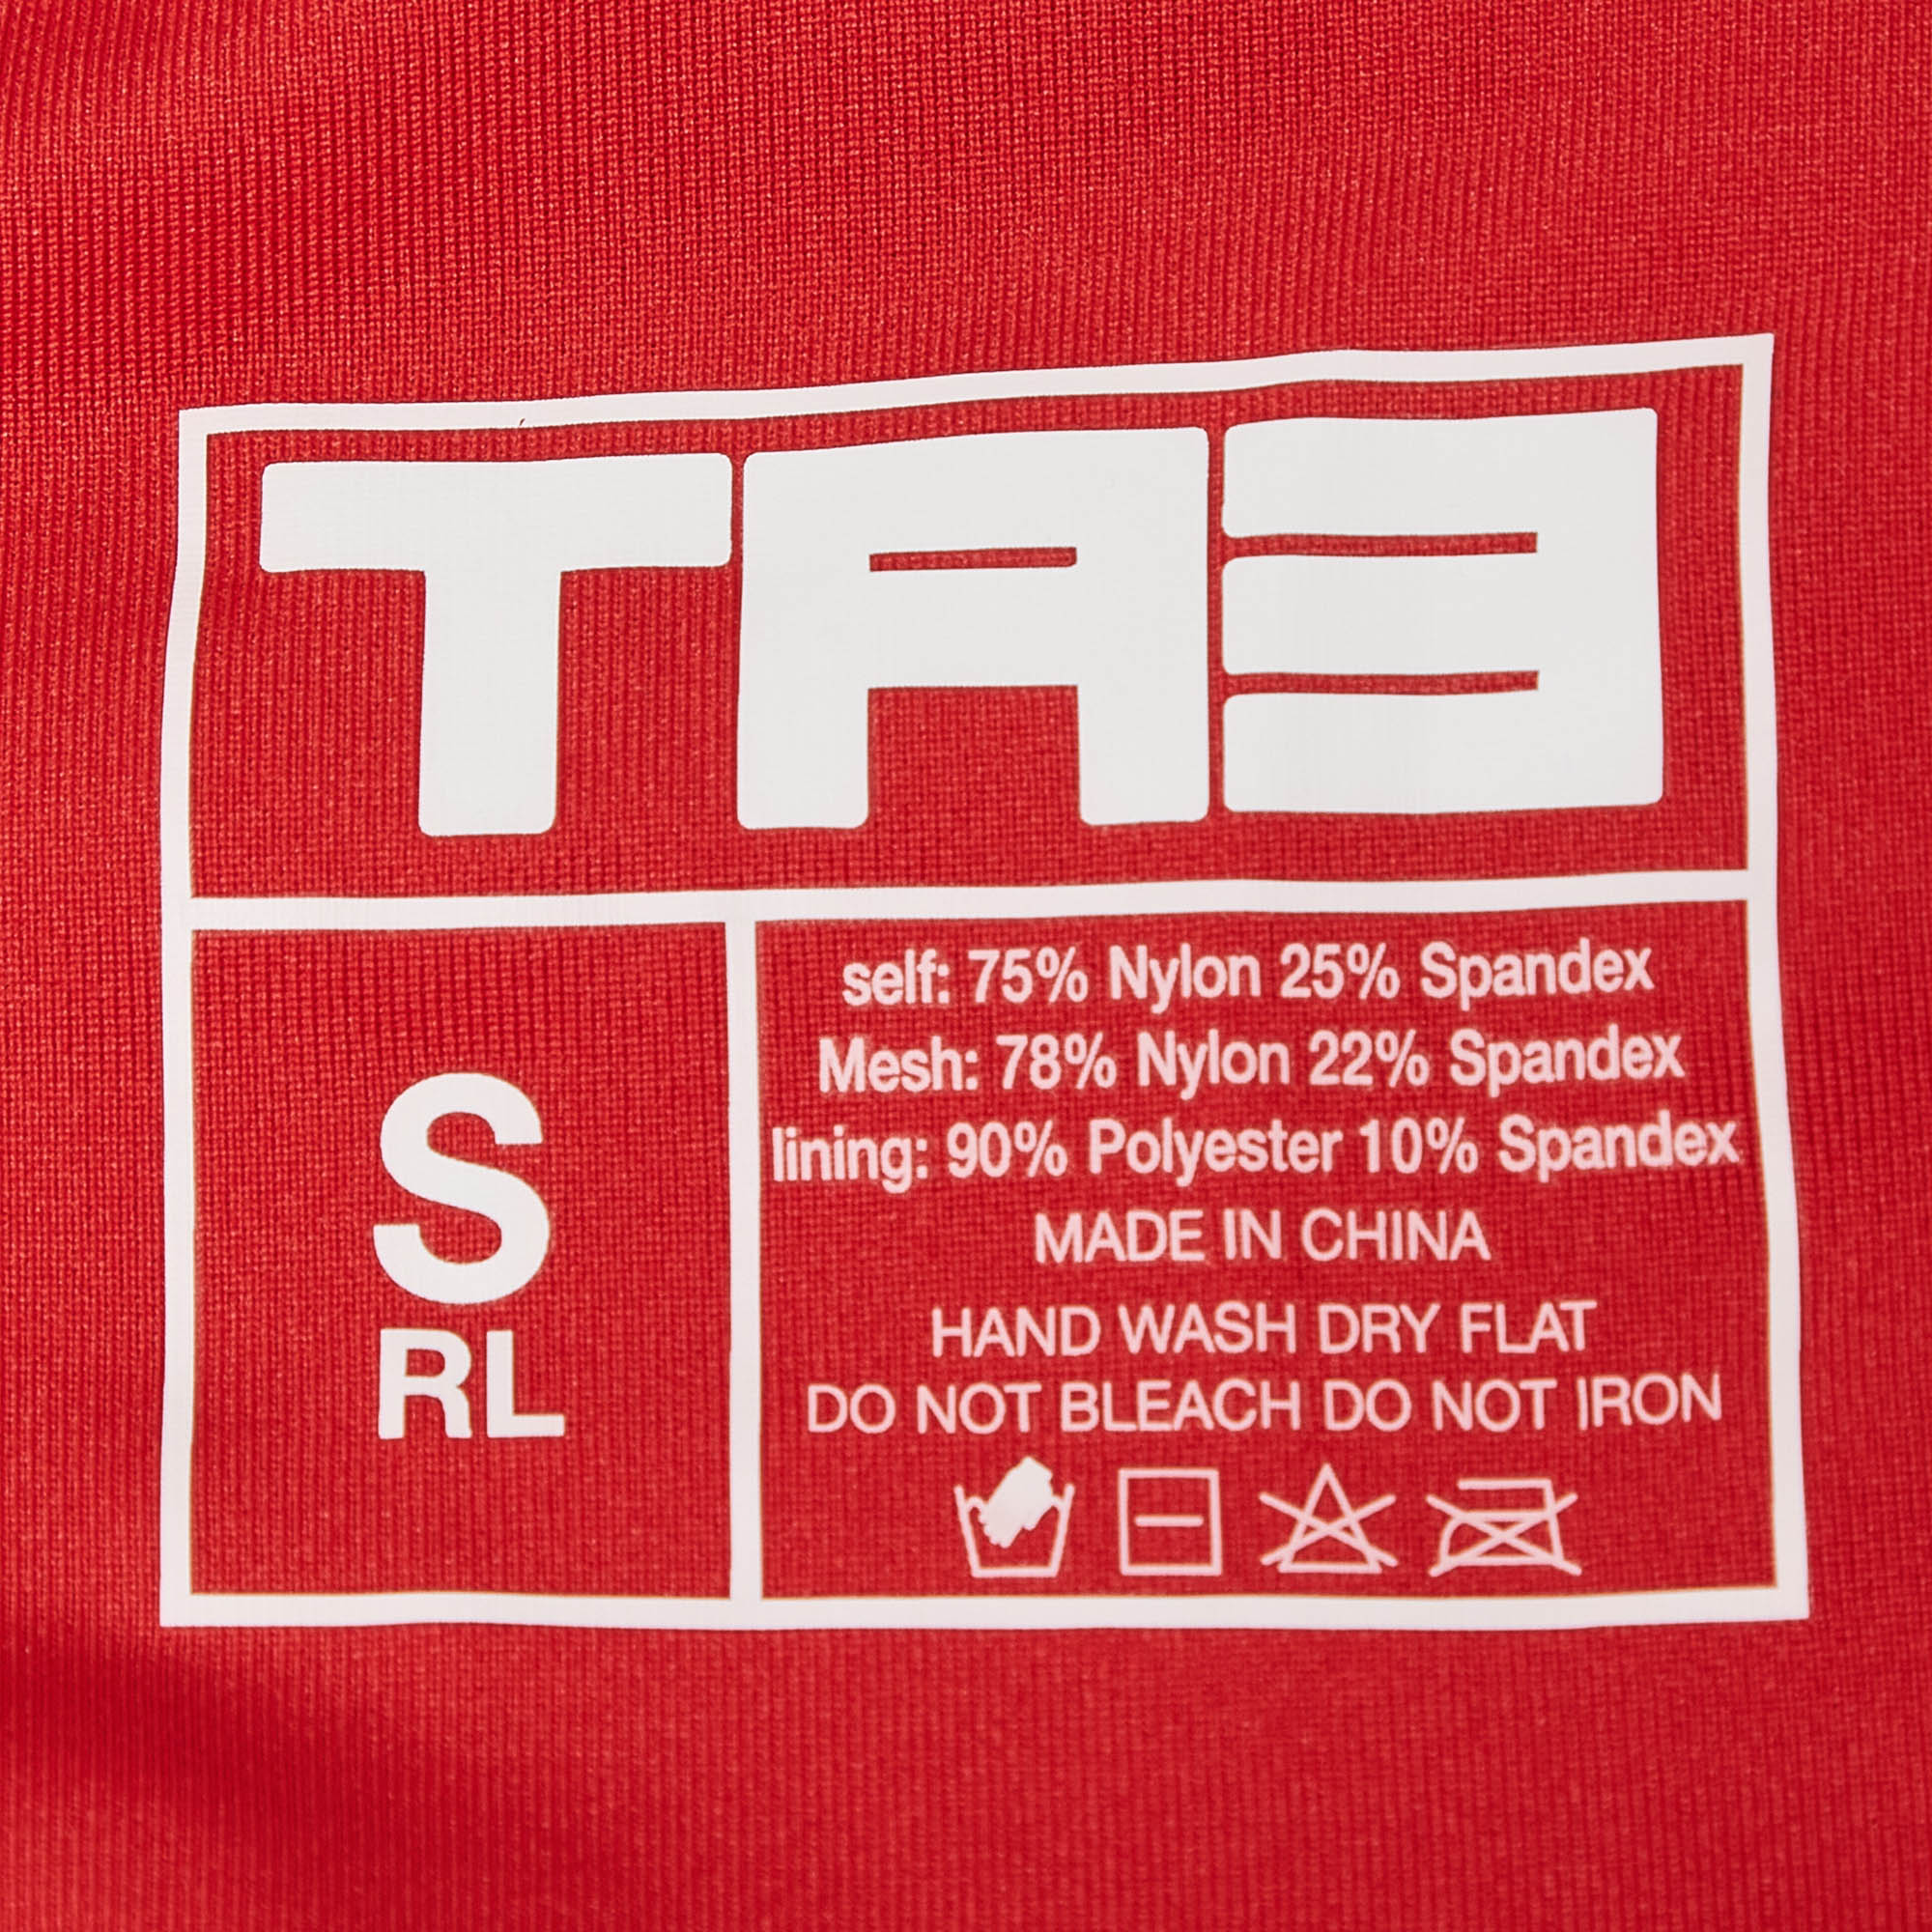 TA3
S
RL
self: 75% Nylon 25% Spandex
Mesh: 78% Nylon 22% Spandex
lining: 90% Polyester 10% Spandex
MADE IN CHINA
HAND WASH DRY FLAT
DO NOT BLEACH DO NOT IRON